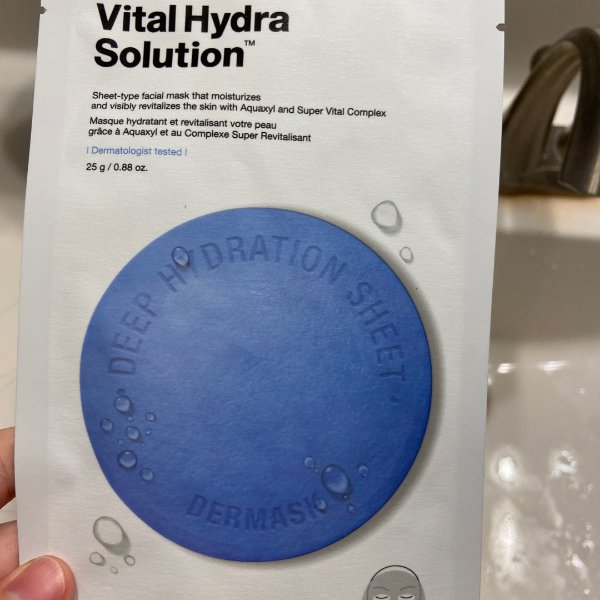 Vital Hydra
Solution™
Sheet-type facial mask that moisturizes
and visibly revitalizes the skin with Aquaxyl and Super Vital Complex
Masque hydratant et revitalisant votre peau
grâce à Aquaxyl et au Complexe Super Revitalisant
| Dermatologist tested |
25 g / 0.88 oz.
DEEP HYDRATION SHEET
DERMASK